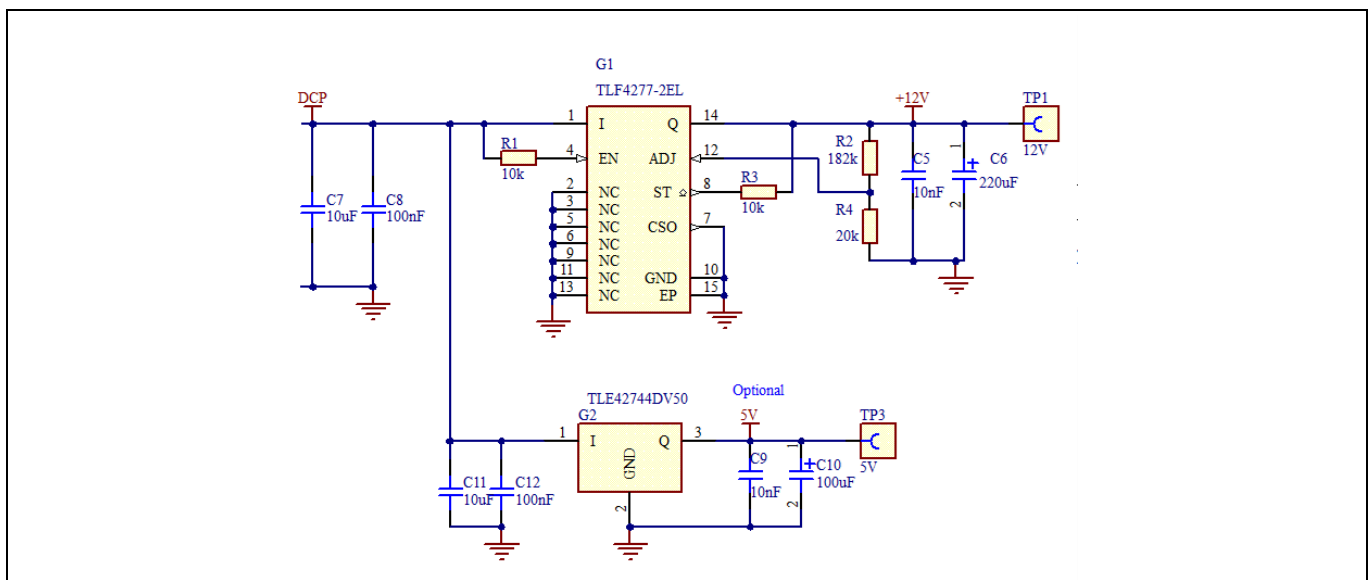 G1
TLF4277-2EL
DCP
+12V
TP1
1
I
Q
14
R1
4
EN
ADJ
12
R2
182k
C5
1
C6
12V
10k
2
NC
ST
8
R3
10nF
220uF
C7
C8
3
NC
10k
R4
2
10uF
100nF
5
NC
CSO
7
20k
6
NC
9
NC
11
NC
GND
10
13
NC
EP
15
Optional
TLE42744DV50
G2
5V
TP3
1
I
Q
3
1
GND
C9
C10
5V
C11
C12
10nF
100uF
10uF
100nF
2
2